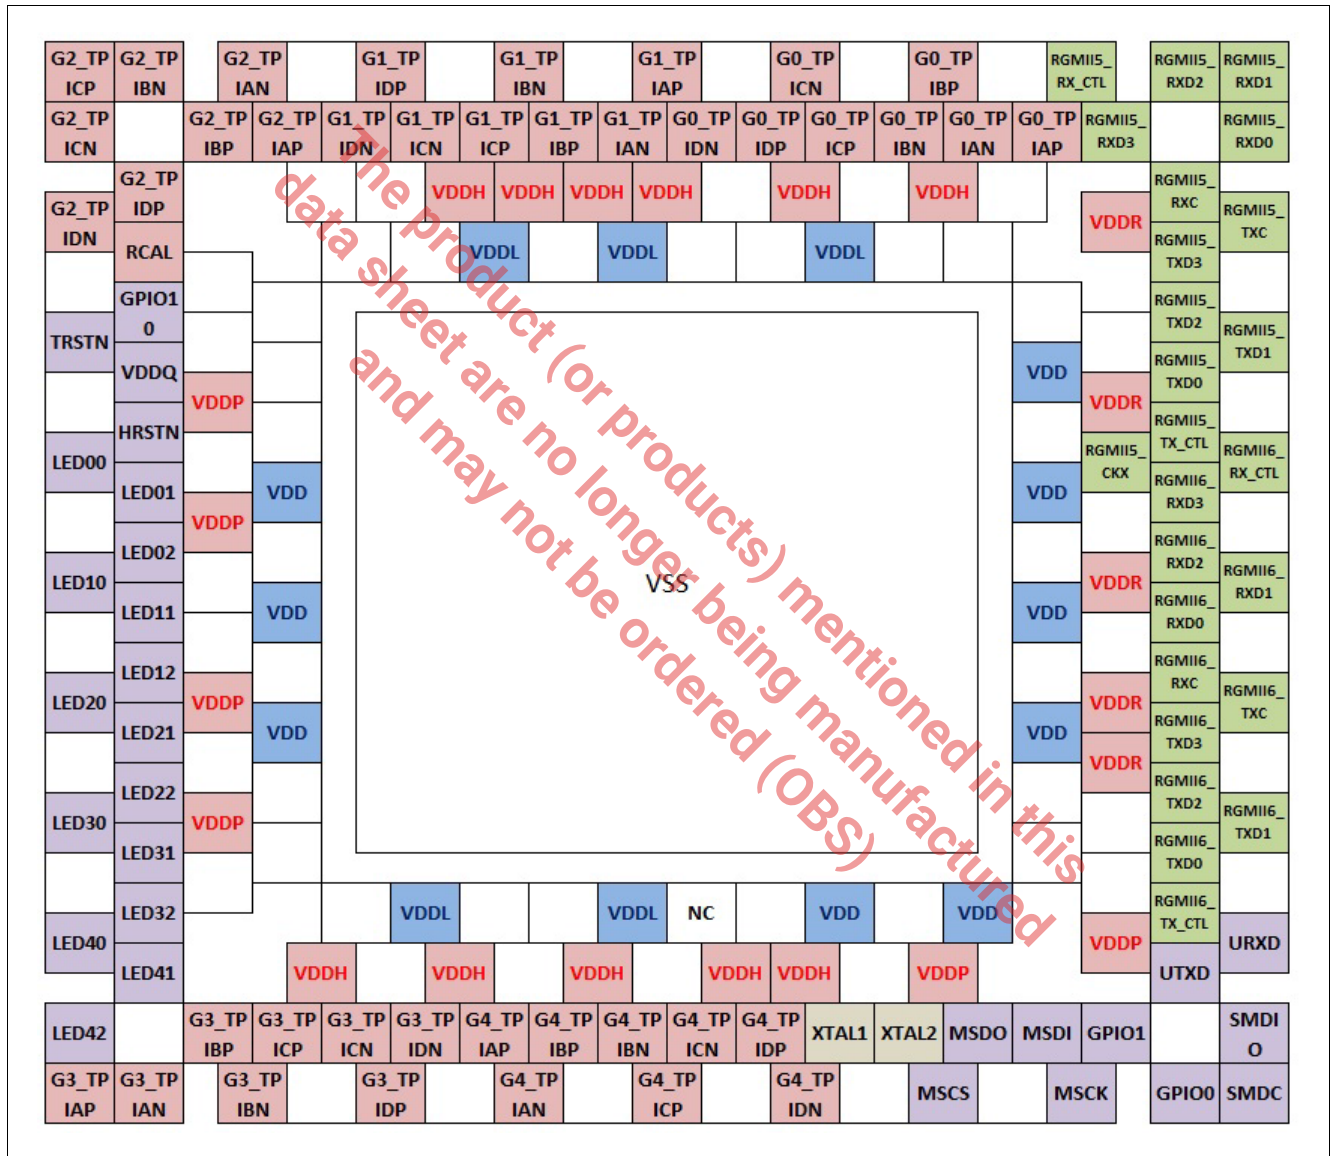 G2_TP G2_TP G2_TP G1_TP G1_TP G1_TP G0_TP G0_TP RGMII5_ RGMII5_ RGMII5_
ICP IBN IAN IDP IBN IAP ICN IBP RX_CTL RXD2 RXD1
G2_TP G2_TP G2_TP G1_TP G1_TP G1_TP G1_TP G1_TP G0_TP G0_TP G0_TP G0_TP G0_TP G0_TP RGMII5_ RGMII5_
ICN IBP IAP IDN ICN ICP IBP IAN IDN IDP ICP IBN IAN IAP RXD3 RXD0
G2_TP VDDH VDDH VDDH VDDH VDDH VDDH RGMII5_
IDP RXC
G2_TP VDDR RGMII5_
IDN TXC
RCAL VDDL VDDL VDDL RGMII5_
TXD3
GPIO1 RGMII5_
0 TXD2
TRSTN RGMII5_
TXD1
VDDQ VDD RGMII5_
TXD0
VDDP VDDR
HRSTN RGMII5_
TX_CTL
LED00 RGMII5_ RGMII6_
CKX RX_CTL
LED01 VDD VDD RGMII6_
RXD3
VDDP
LED02 RGMII6_
RXD2
LED10 VSS VDDR RGMII6_
RXD1
LED11 VDD VDD RGMII6_
RXD0
LED12 RGMII6_
RXC
LED20 VDDP VDDR RGMII6_
TXC
LED21 VDD VDD RGMII6_
TXD3
VDDR
LED22 RGMII6_
TXD2
LED30 VDDP RGMII6_
TXD1
LED31 RGMII6_
TXD0
LED32 VDDL VDDL NC VDD VDD RGMII6_
TX_CTL
LED40 VDDP URXD
LED41 VDDH VDDH VDDH VDDH VDDH VDDP UTXD
LED42 G3_TP G3_TP G3_TP G3_TP G4_TP G4_TP G4_TP G4_TP G4_TP XTAL1 XTAL2 MSDO MSDI GPIO1 SMDI
IBP ICP ICN IDN IAP IBP IBN ICN IDP O
G3_TP G3_TP G3_TP G3_TP G4_TP G4_TP G4_TP MSCS MSCK GPIO0 SMDC
IAP IAN IBN IDP IAN ICP IDN
The product (or products) mentioned in this
data sheet are no longer being manufactured
and may not be ordered (OBS)